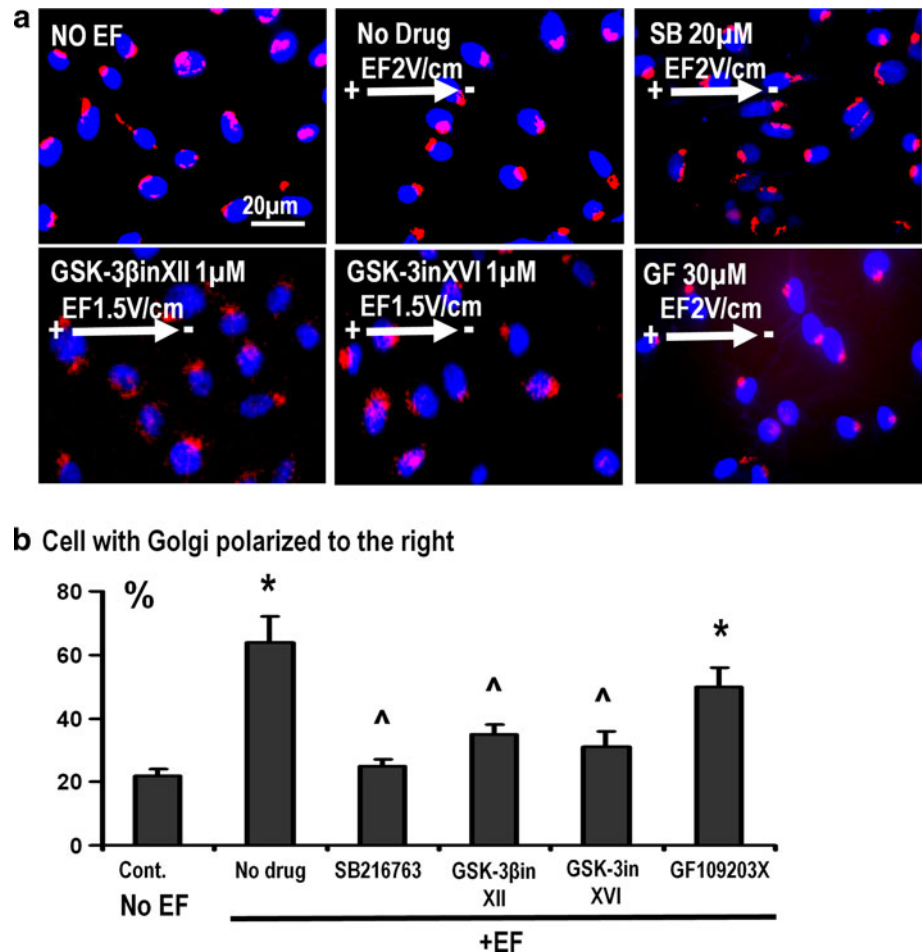 a
NO EF
20μm
No Drug
EF2V/cm
+ -
SB 20μM
EF2V/cm
+ -
GSK-3βinXII 1μM
EF1.5V/cm
+ -
GSK-3inXVI 1μM
EF1.5V/cm
+ -
GF 30μM
EF2V/cm
+ -
b Cell with Golgi polarized to the right
%
80
60
40
20
0
*
^
^
^
*
Cont.
No drug
SB216763
GSK-3βin
XII
GSK-3in
XVI
GF109203X
No EF
+EF